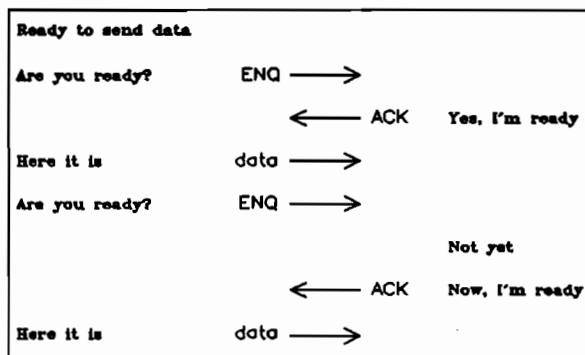 Ready to send data
Are you ready? ENQ
ACK Yes, I'm ready
Here it is data
Are you ready? ENQ
Not yet
ACK Now, I'm ready
Here it is data